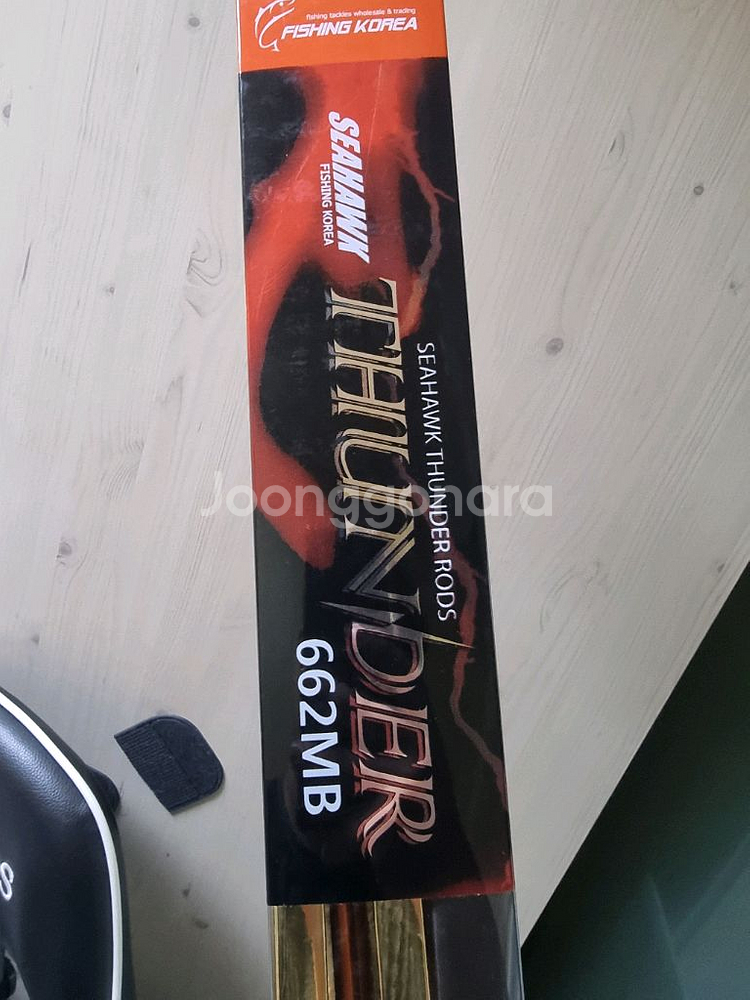 fishing tackles wholesale & trading
FISHING KOREA
SEAHAWK
FISHING KOREA
THUNDER
SEAHAWK THUNDER RODS
662MB
Joonggonara
S